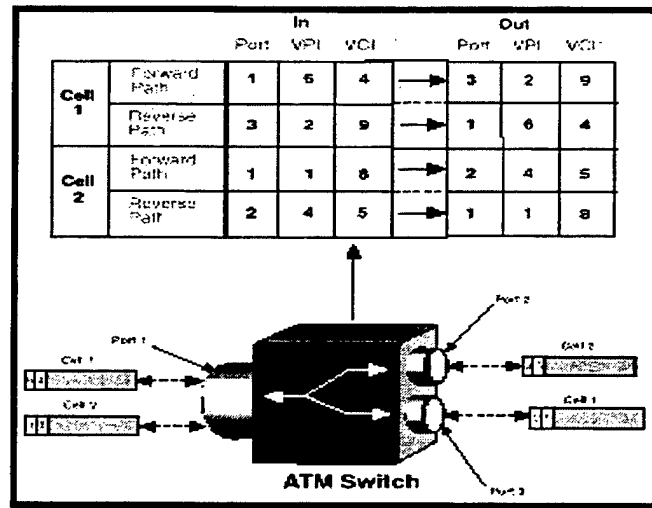 In Out
Port VPI VCI Port VPI VCI
Cell 1
Forward Path 1 6 4 3 2 9
Reverse Path 3 2 9 1 6 4
Cell 2
Forward Path 1 1 8 2 4 5
Reverse Path 2 4 5 1 1 8
Port 2
Port 1
Cell 1 Cell 2
Cell 2 Cell 1
ATM Switch
Port 3